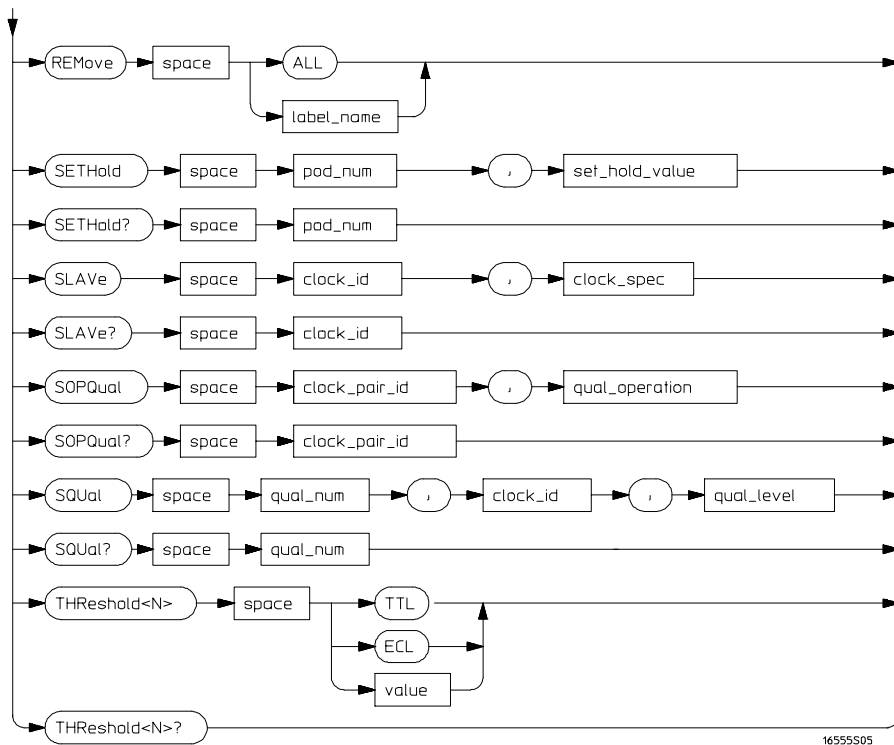 REMove space ALL
label_name
SETHold space pod_num , set_hold_value
SETHold? space pod_num
SLAVe space clock_id , clock_spec
SLAVe? space clock_id
SOPQual space clock_pair_id , qual_operation
SOPQual? space clock_pair_id
SQUal space qual_num , clock_id , qual_level
SQUal? space qual_num
THReshold<N> space TTL
ECL
value
THReshold<N>?
16555S05